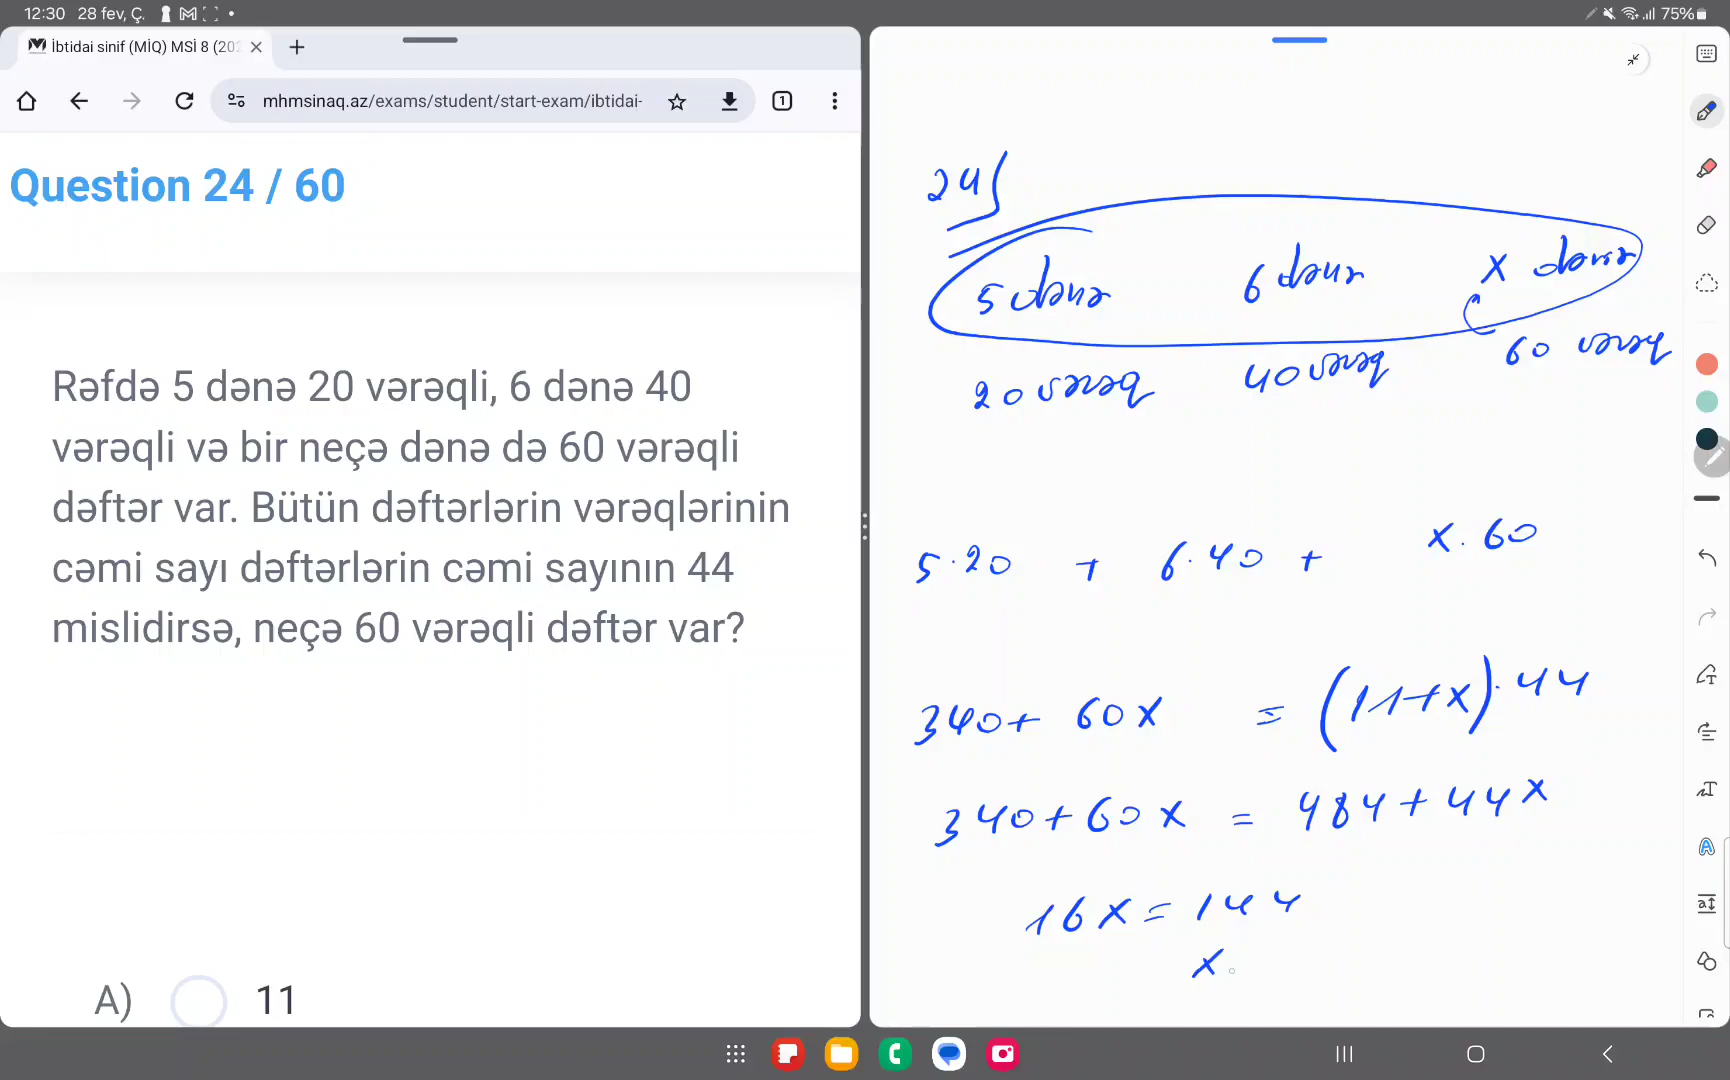 12:30 28 fev, Ç.
75%
İbtidai sinif (MİQ) MSİ 8 (202
mhmsinaq.az/exams/student/start-exam/ibtidai-
1
Question 24 / 60
Rəfdə 5 dənə 20 vərəqli, 6 dənə 40
vərəqli və bir neçə dənə də 60 vərəqli
dəftər var. Bütün dəftərlərin vərəqlərinin
cəmi sayı dəftərlərin cəmi sayının 44
mislidirsə, neçə 60 vərəqli dəftər var?
A) 11
24
5 dənə 6 dənə x dənə
20 vərəq 40 vərəq 60 vərəq
5·20 + 6·40 + x·60
340+ 60x = (11+x)·44
340+60x = 484+44x
16x=144
x